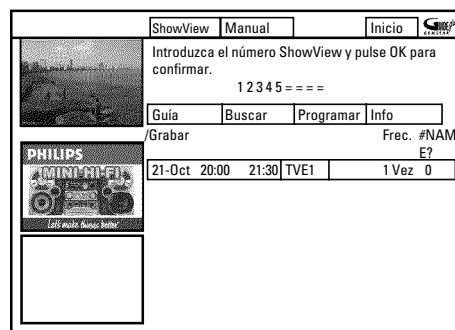 ShowView Manual Inicio GUIDE
GEMSTAR
Introduzca el número ShowView y pulse OK para
confirmar.
1 2 3 4 5 = = = =
Guía Buscar Programar Info
/Grabar Frec. #NAM
E?
PHILIPS
MINI-HI-FI
Let's make things better
21-Oct 20:00 21:30 TVE1 1 Vez 0